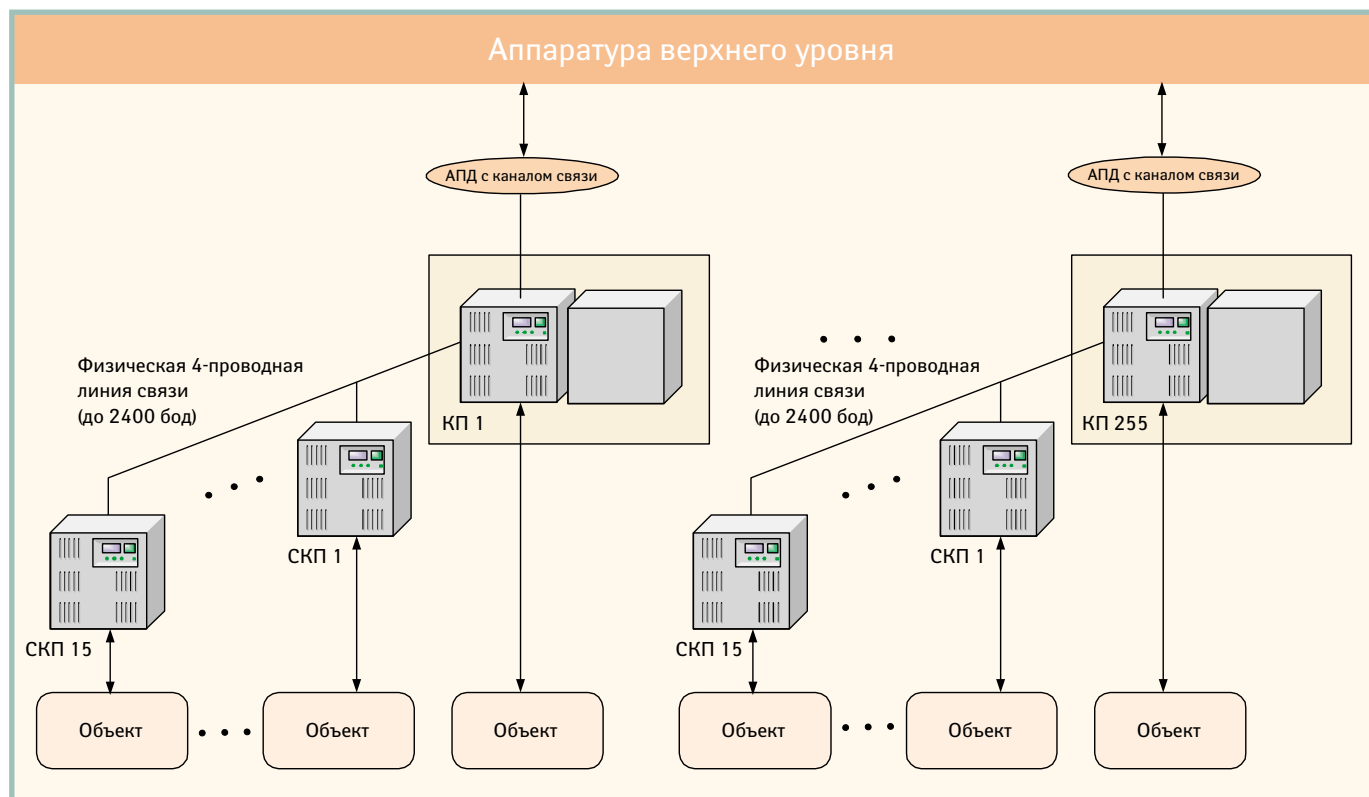 Аппаратура верхнего уровня
АПД с каналом связи
АПД с каналом связи
Физическая 4-проводная
линия связи
(до 2400 бод)
КП 1
Физическая 4-проводная
линия связи
(до 2400 бод)
КП 255
СКП 1
СКП 15
СКП 1
СКП 15
Объект
Объект
Объект
Объект
Объект
Объект